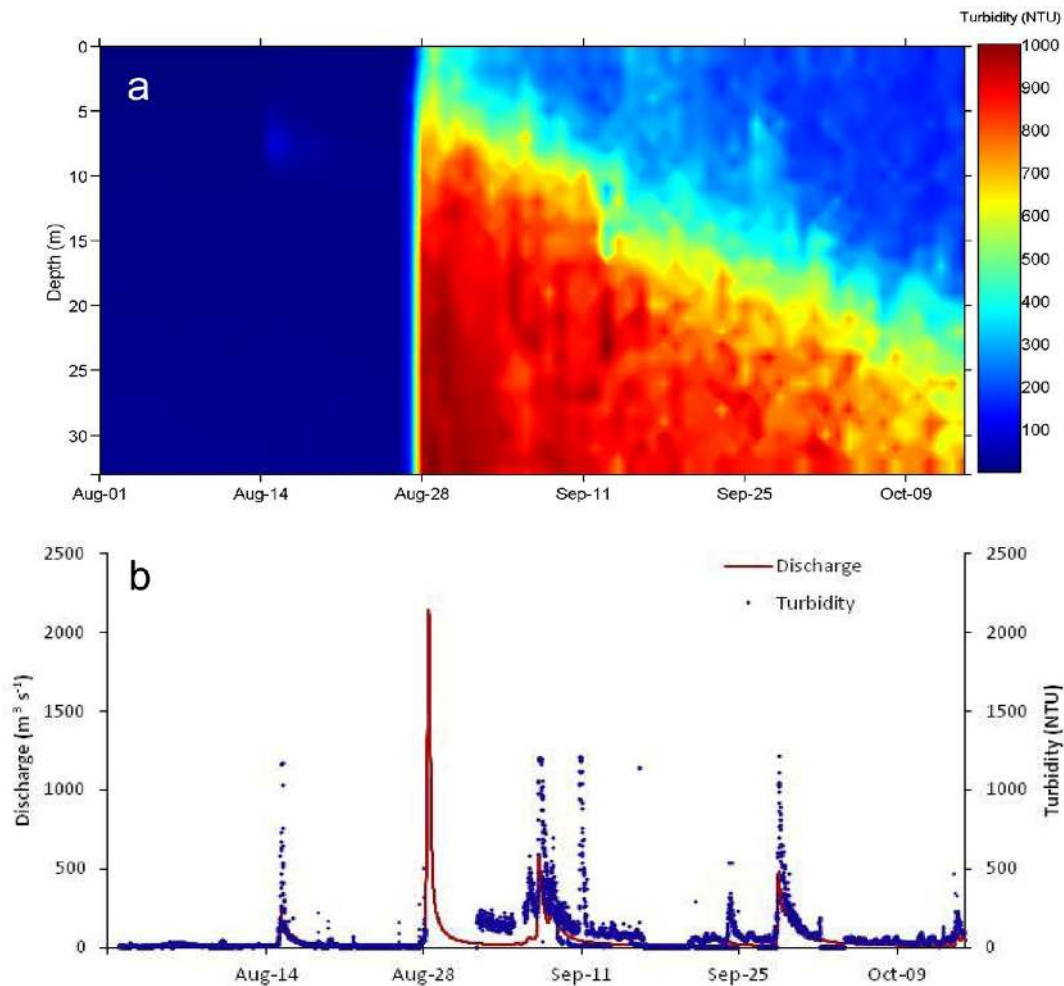 Turbidity (NTU)
a
0
5
10
15
20
25
30
Depth (m)
1000
900
800
700
600
500
400
300
200
100
Aug-01 Aug-14 Aug-28 Sep-11 Sep-25 Oct-09
b
Discharge
Turbidity
2500
2000
1500
1000
500
0
Discharge (m³ s⁻¹)
2500
2000
1500
1000
500
0
Turbidity (NTU)
Aug-14 Aug-28 Sep-11 Sep-25 Oct-09